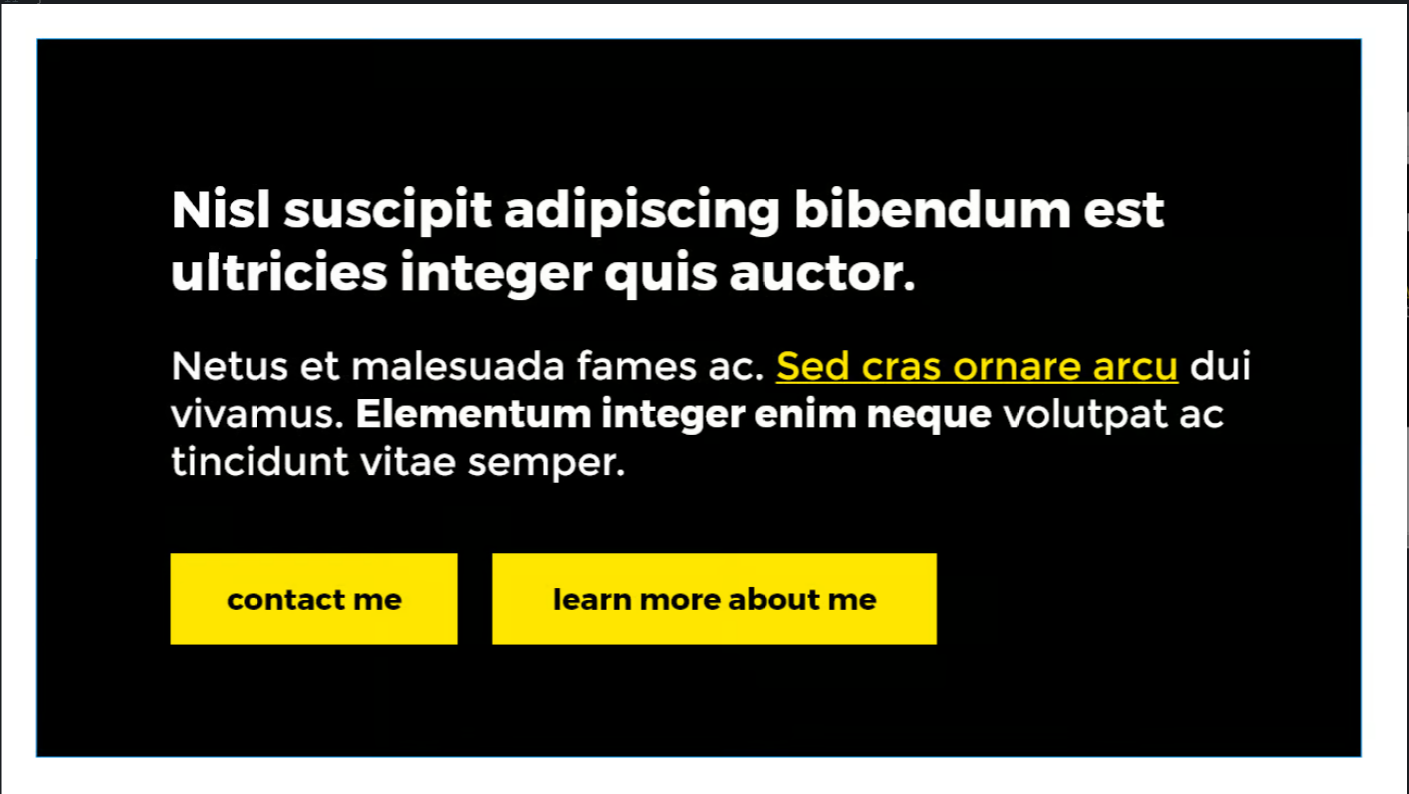 Nisl suscipit adipiscing bibendum est
ultricies integer quis auctor.
Netus et malesuada fames ac. Sed cras ornare arcu dui
vivamus. Elementum integer enim neque volutpat ac
tincidunt vitae semper.
contact me
learn more about me